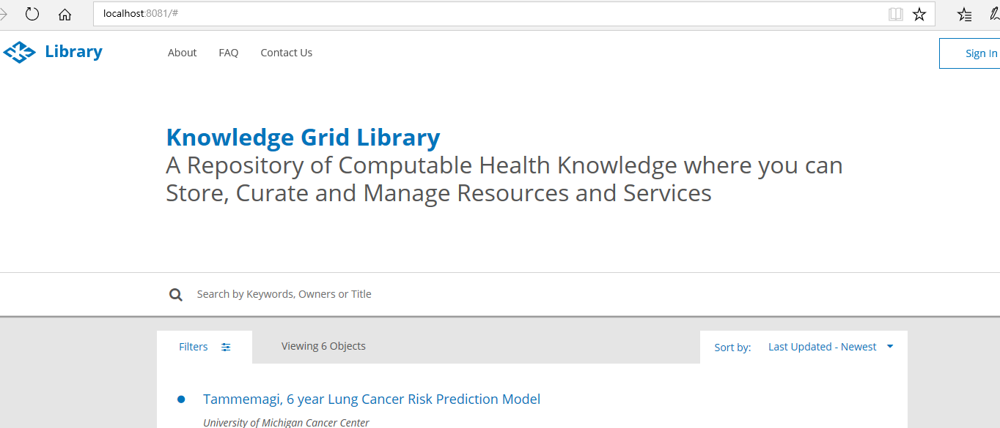 localhost:8081/#
Library
About FAQ Contact Us
Sign In
Knowledge Grid Library
A Repository of Computable Health Knowledge where you can
Store, Curate and Manage Resources and Services
Search by Keywords, Owners or Title
Filters Viewing 6 Objects Sort by: Last Updated - Newest
Tammemagi, 6 year Lung Cancer Risk Prediction Model
University of Michigan Cancer Center